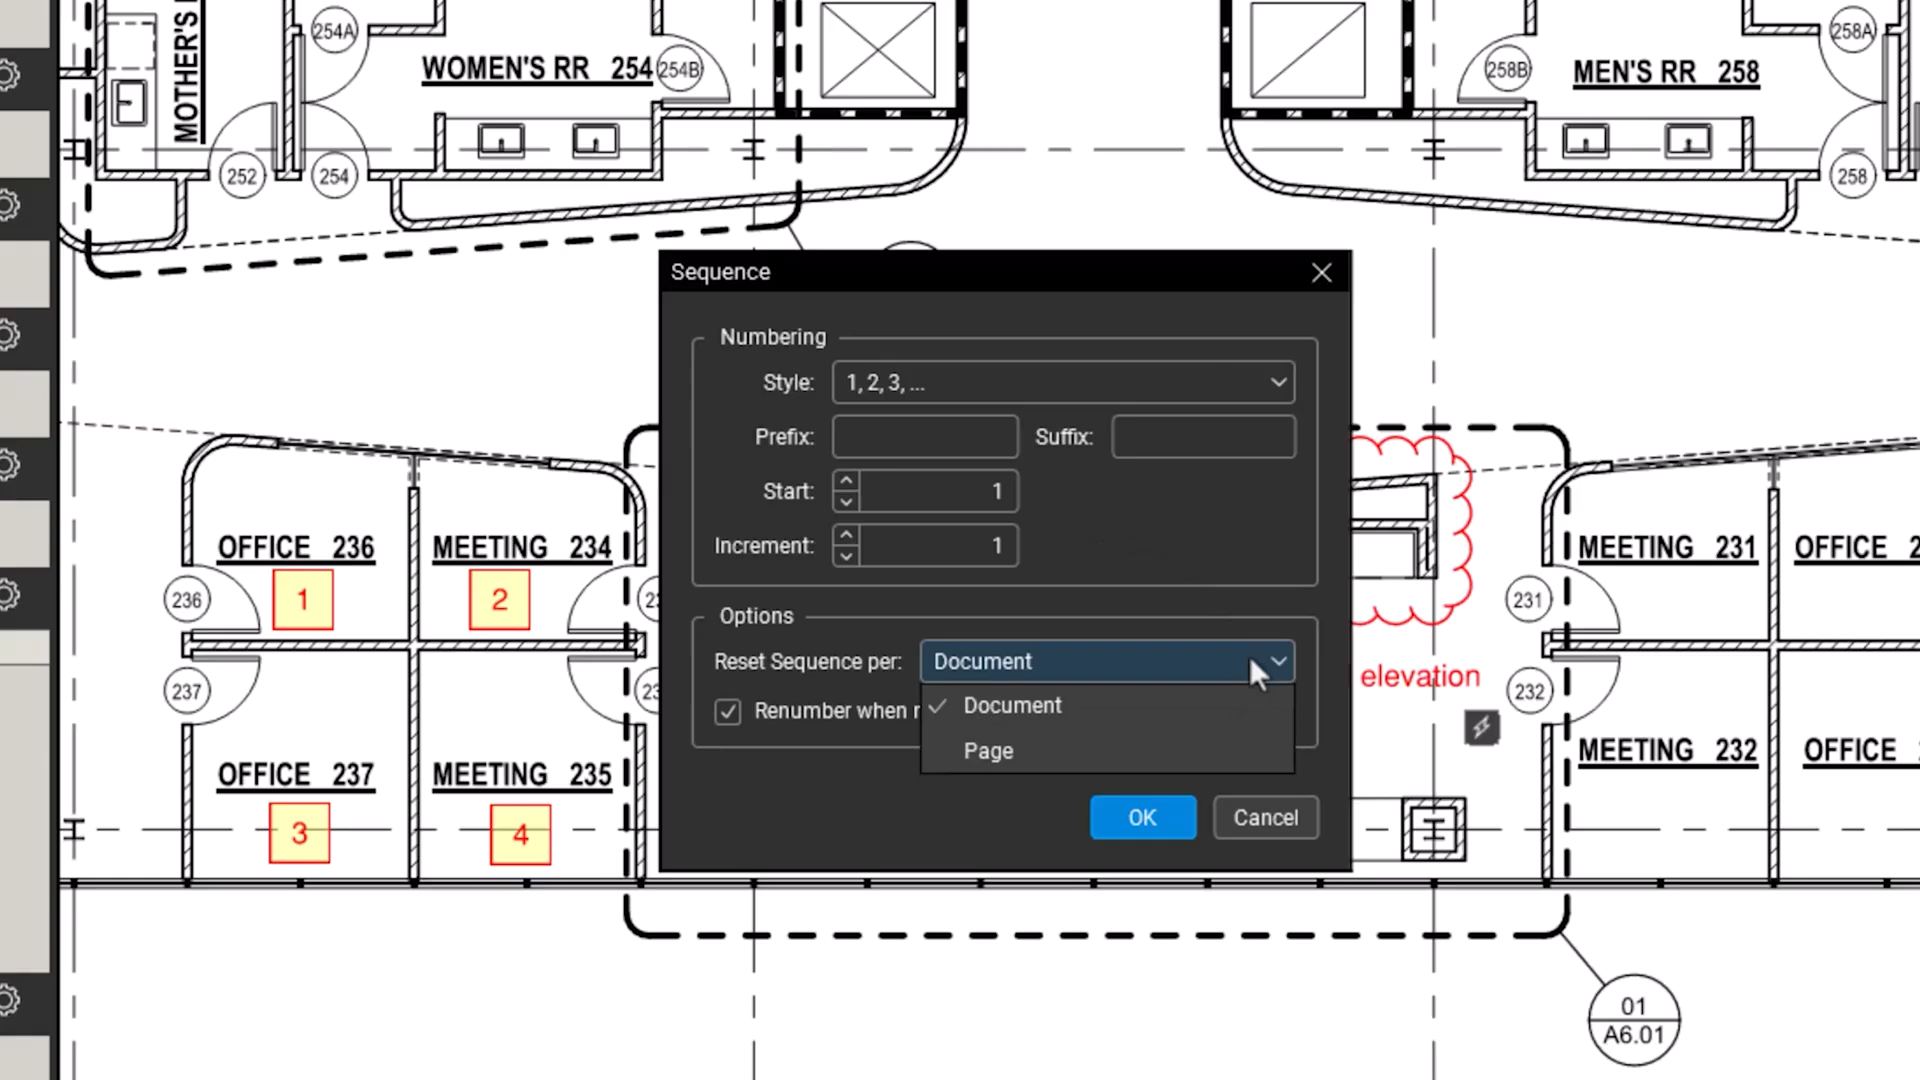 MOTHER'S
254A
WOMEN'S RR 254
254B
258B
MEN'S RR 258
258A
252
254
258
Sequence
Numbering
Style: 1, 2, 3, ...
Prefix: Suffix:
Start: 1
Increment: 1
Options
Reset Sequence per: Document
Renumber when
Document
Page
OK Cancel
OFFICE 236
MEETING 234
MEETING 231
OFFICE
236
1
2
231
237
elevation
232
OFFICE 237
MEETING 235
MEETING 232
OFFICE
3
4
01
A6.01